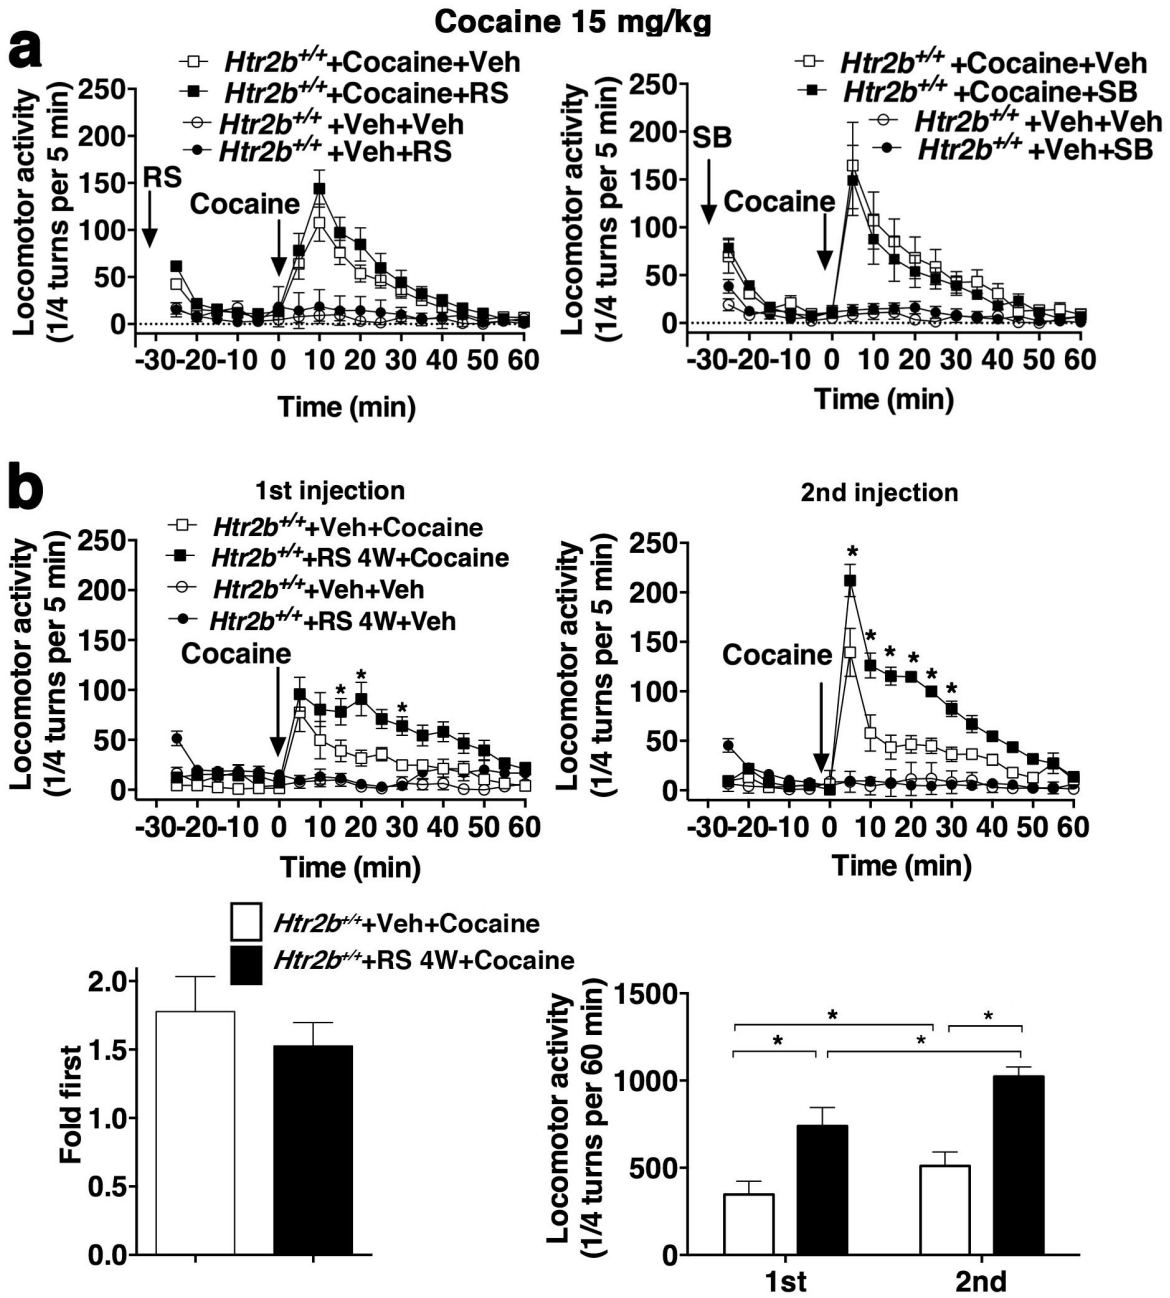 Cocaine 15 mg/kg
a
Htr2b+/++Cocaine+Veh
Htr2b+/++Cocaine+RS
Htr2b+/+ +Veh+Veh
Htr2b+/+ +Veh+RS
Locomotor activity
(1/4 turns per 5 min)
250
200
150
100
50
0
RS
Cocaine
-30-20-10 0 10 20 30 40 50 60
Time (min)
Htr2b+/+ +Cocaine+Veh
Htr2b+/+ +Cocaine+SB
Htr2b+/+ +Veh+Veh
Htr2b+/+ +Veh+SB
Locomotor activity
(1/4 turns per 5 min)
250
200
150
100
50
0
SB
Cocaine
-30-20-10 0 10 20 30 40 50 60
Time (min)
b
1st injection
Htr2b+/++Veh+Cocaine
Htr2b+/++RS 4W+Cocaine
Htr2b+/++Veh+Veh
Htr2b+/++RS 4W+Veh
Locomotor activity
(1/4 turns per 5 min)
250
200
150
100
50
0
Cocaine
* * *
-30-20-10 0 10 20 30 40 50 60
Time (min)
2nd injection
Locomotor activity
(1/4 turns per 5 min)
250
200
150
100
50
0
Cocaine
* * * * * *
-30-20-10 0 10 20 30 40 50 60
Time (min)
Htr2b+/++Veh+Cocaine
Htr2b+/++RS 4W+Cocaine
Fold first
2.0
1.5
1.0
0.5
0.0
Locomotor activity
(1/4 turns per 60 min)
1500
1000
500
0
* *
* *
1st 2nd